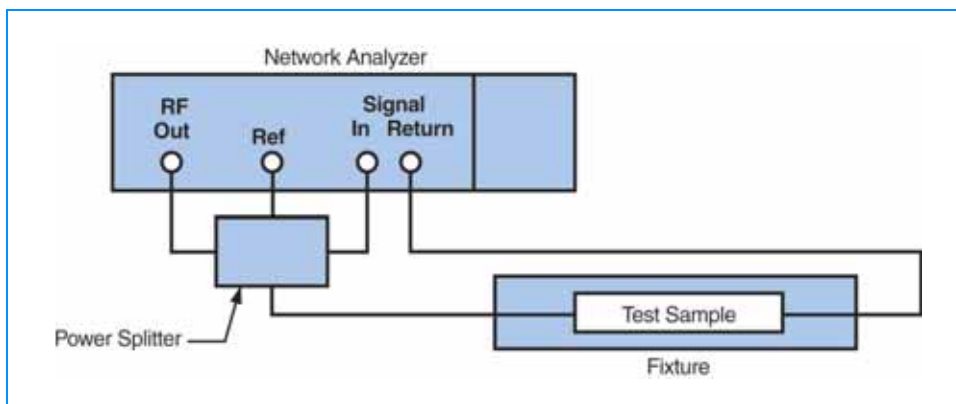 Network Analyzer
RF
Out
Ref
Signal
In Return
Power Splitter
Test Sample
Fixture